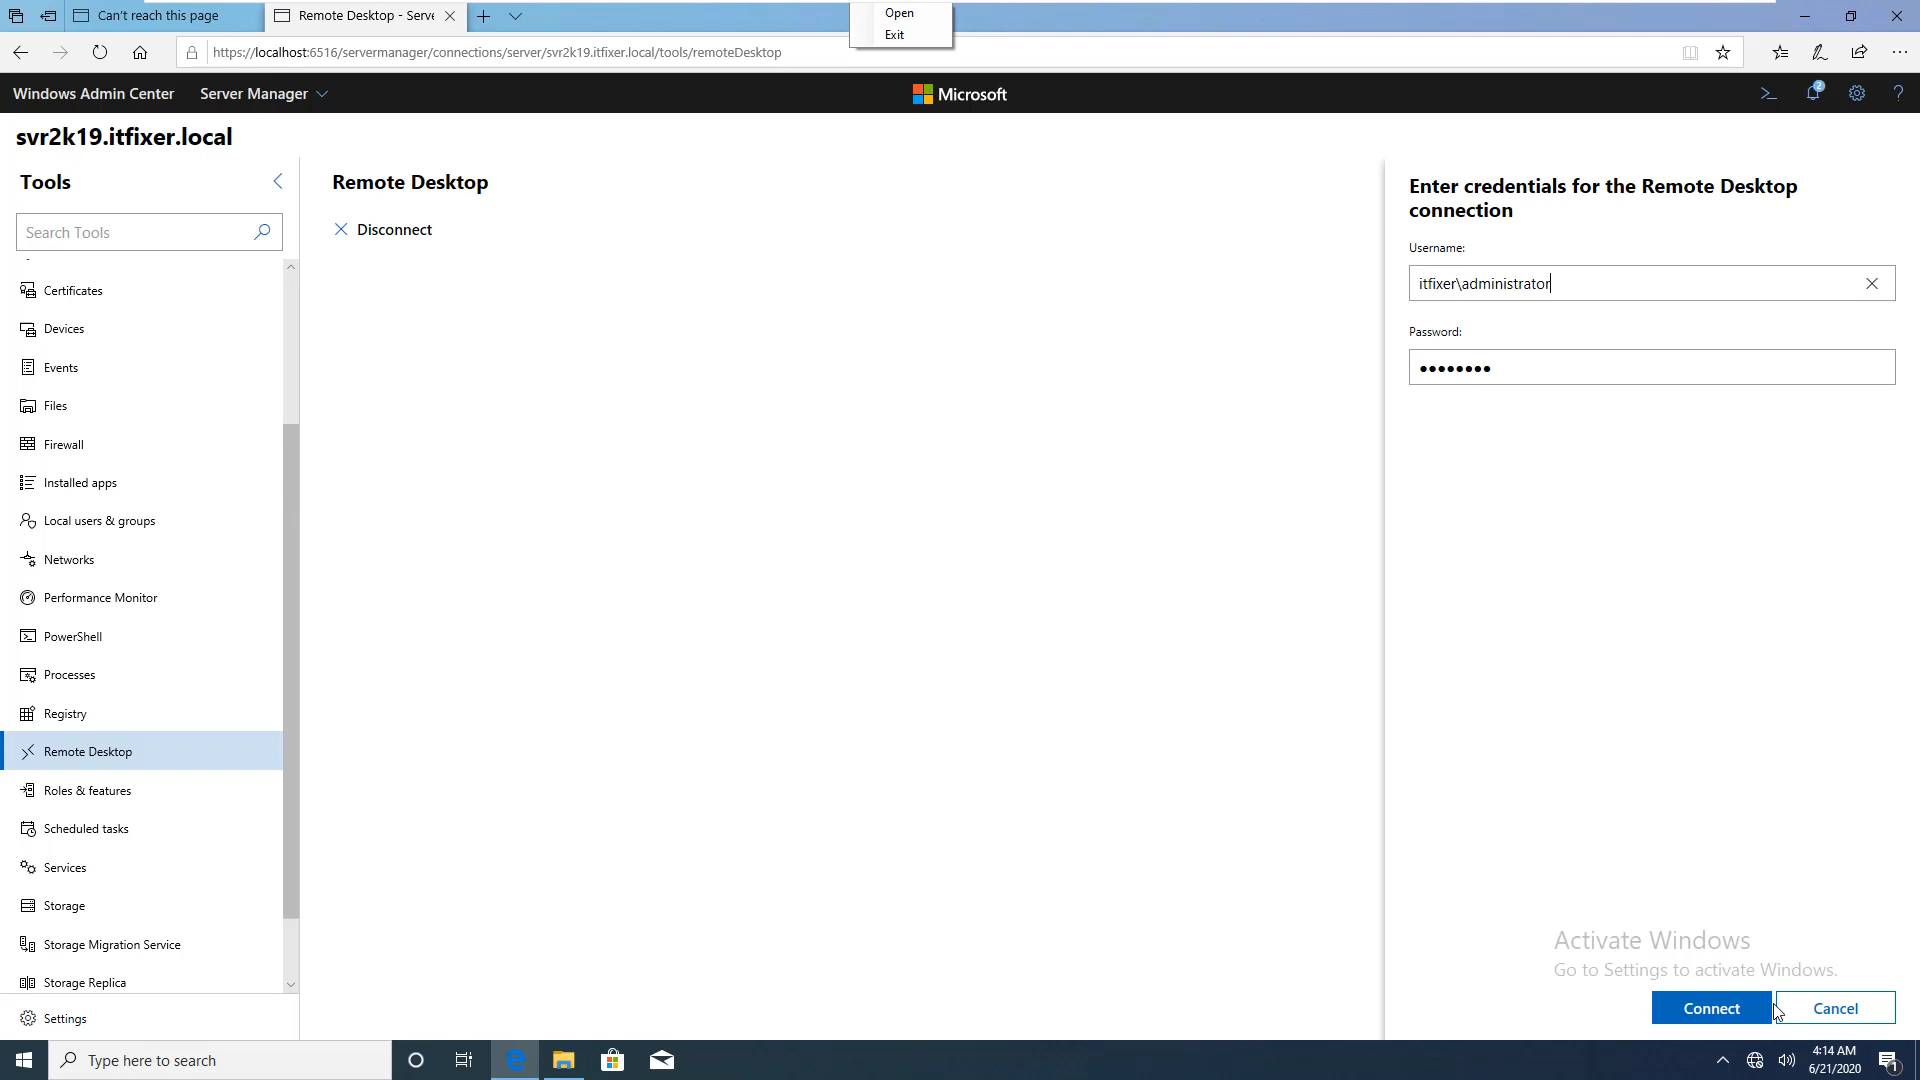 Can't reach this page
Remote Desktop - Serve
Open
Exit
https://localhost:6516/servermanager/connections/server/svr2k19.itfixer.local/tools/remoteDesktop
Windows Admin Center
Server Manager
Microsoft
2
?
svr2k19.itfixer.local
Tools
Search Tools
Certificates
Devices
Events
Files
Firewall
Installed apps
Local users & groups
Networks
Performance Monitor
PowerShell
Processes
Registry
Remote Desktop
Roles & features
Scheduled tasks
Services
Storage
Storage Migration Service
Storage Replica
Settings
Remote Desktop
Disconnect
Enter credentials for the Remote Desktop
connection
Username:
itfixer\administrator
Password:
••••••••
Activate Windows
Go to Settings to activate Windows.
Connect
Cancel
Type here to search
4:14 AM
6/21/2020
1